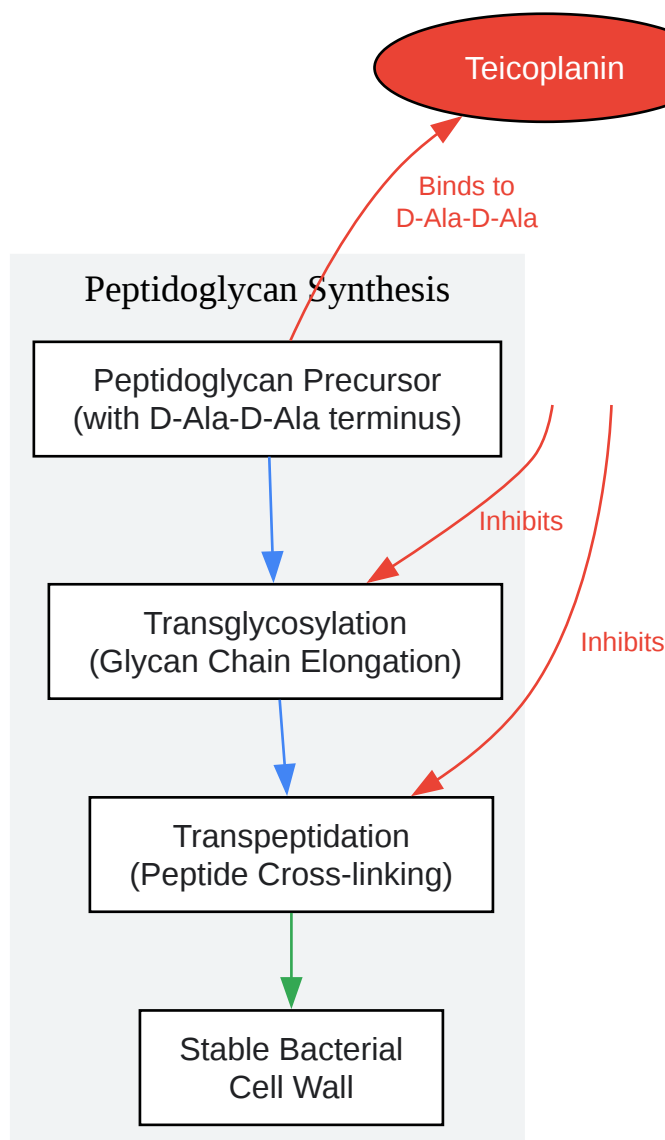 Teicoplanin
Binds to
D-Ala-D-Ala
Peptidoglycan Synthesis
Peptidoglycan Precursor
(with D-Ala-D-Ala terminus)
Inhibits
Transglycosylation
(Glycan Chain Elongation)
Inhibits
Transpeptidation
(Peptide Cross-linking)
Stable Bacterial
Cell Wall